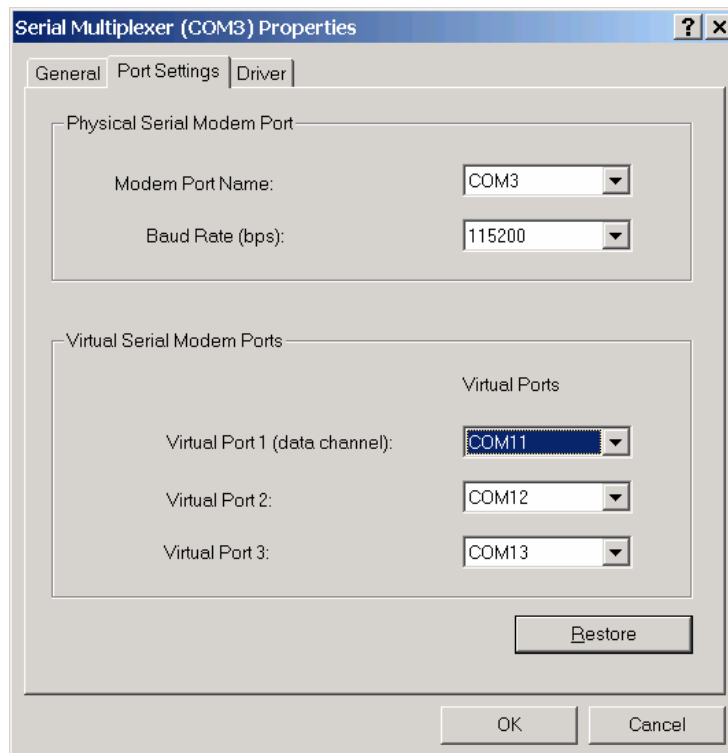 Serial Multiplexer (COM3) Properties
General Port Settings Driver
Physical Serial Modem Port
Modem Port Name: COM3
Baud Rate (bps): 115200
Virtual Serial Modem Ports
Virtual Ports
Virtual Port 1 (data channel): COM11
Virtual Port 2: COM12
Virtual Port 3: COM13
Restore
OK Cancel